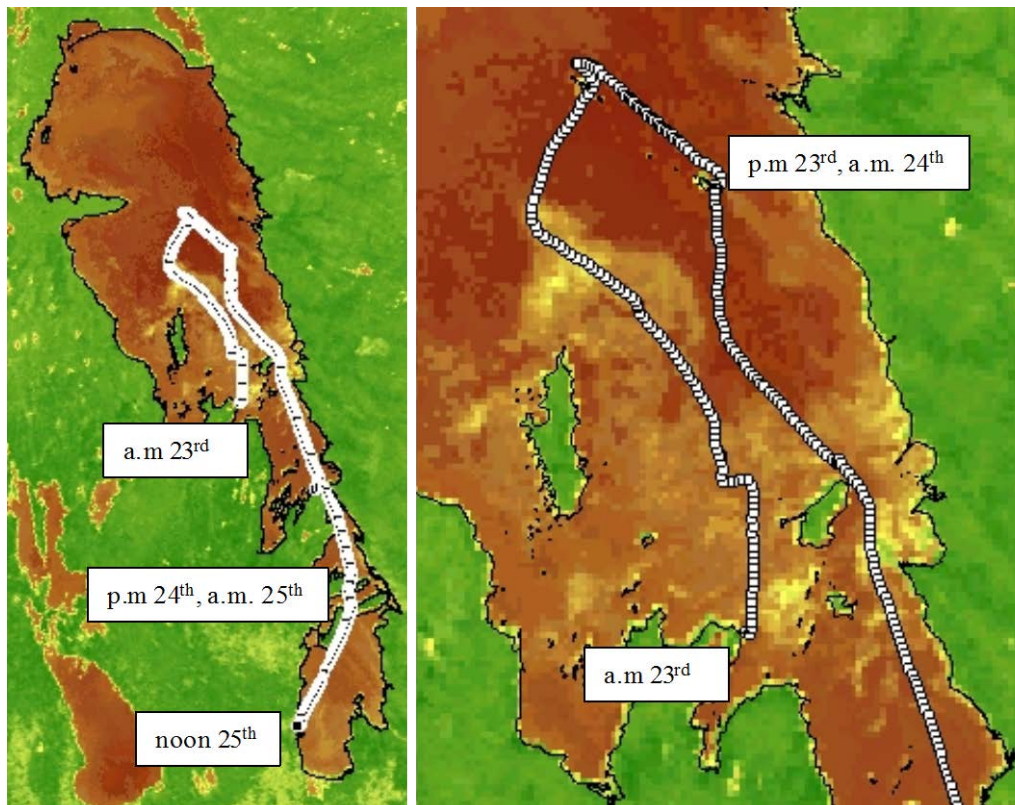 a.m 23rd
p.m 24th, a.m. 25th
noon 25th
p.m 23rd, a.m. 24th
a.m 23rd